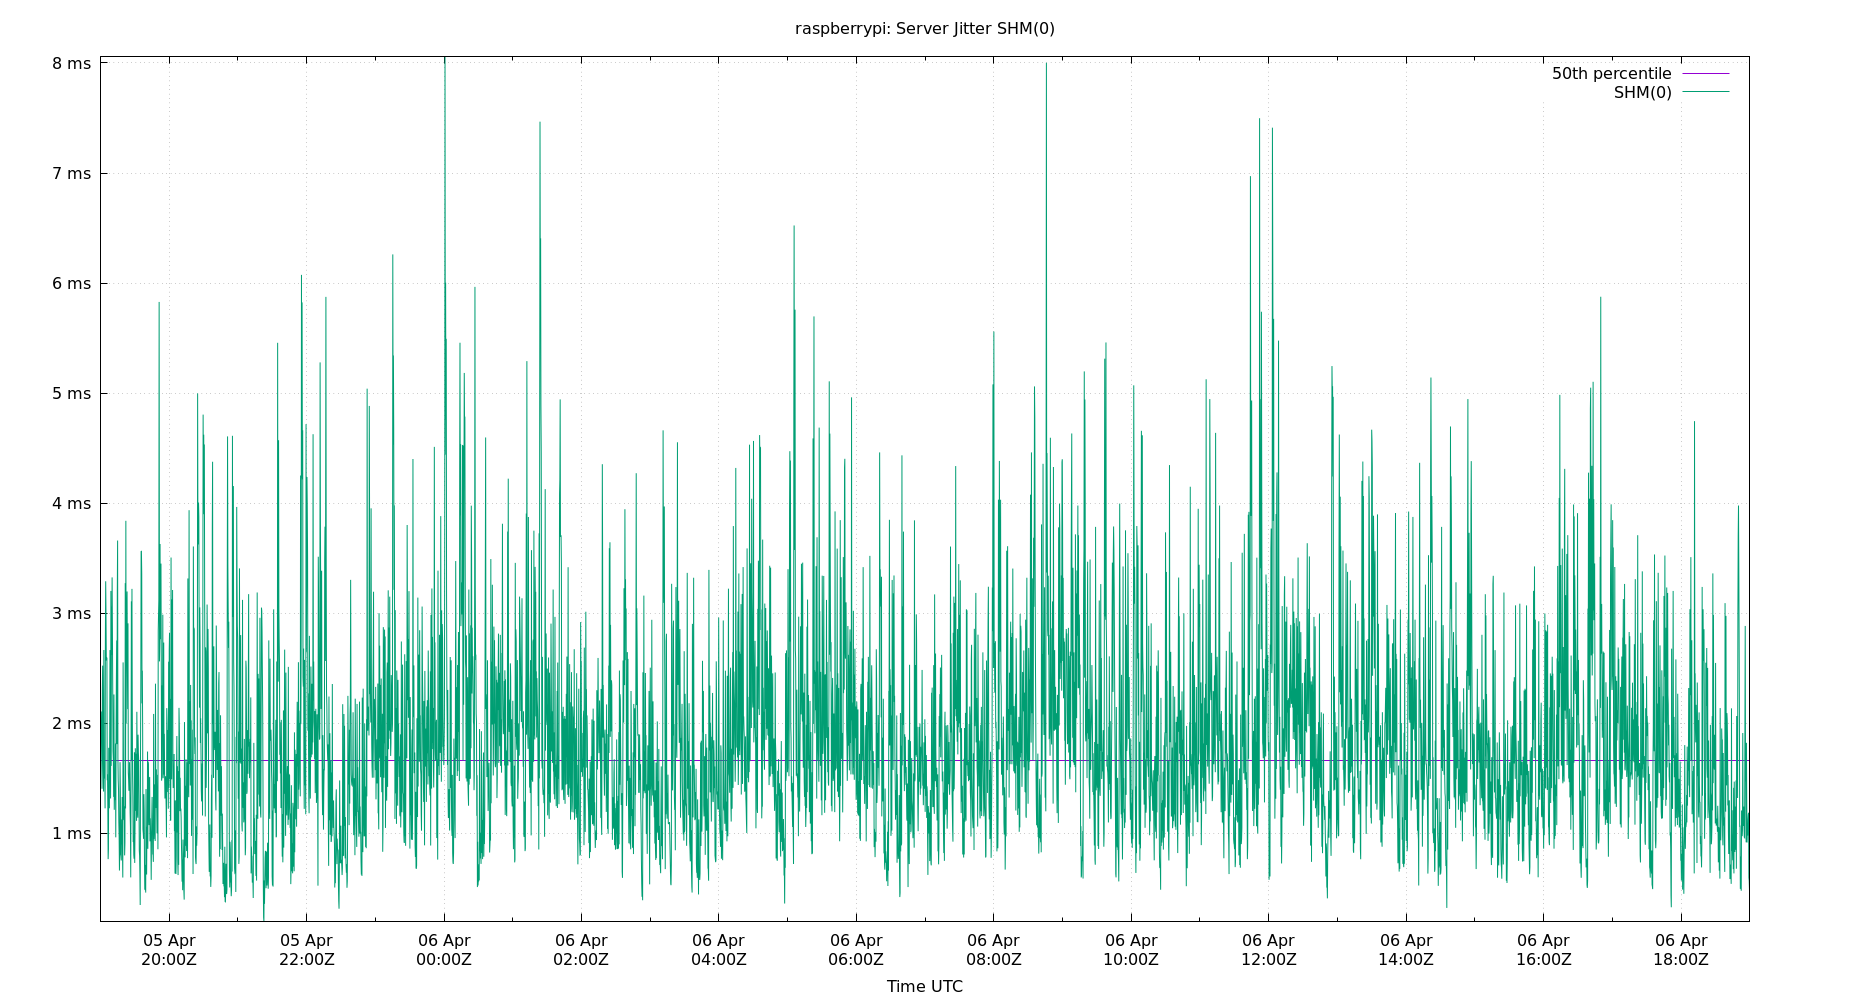 raspberrypi: Server Jitter SHM(0)
8 ms
7 ms
6 ms
5 ms
4 ms
3 ms
2 ms
1 ms
50th percentile
SHM(0)
05 Apr 05 Apr 06 Apr 06 Apr 06 Apr 06 Apr 06 Apr 06 Apr 06 Apr 06 Apr 06 Apr 06 Apr
20:00Z 22:00Z 00:00Z 02:00Z 04:00Z 06:00Z 08:00Z 10:00Z 12:00Z 14:00Z 16:00Z 18:00Z
Time UTC